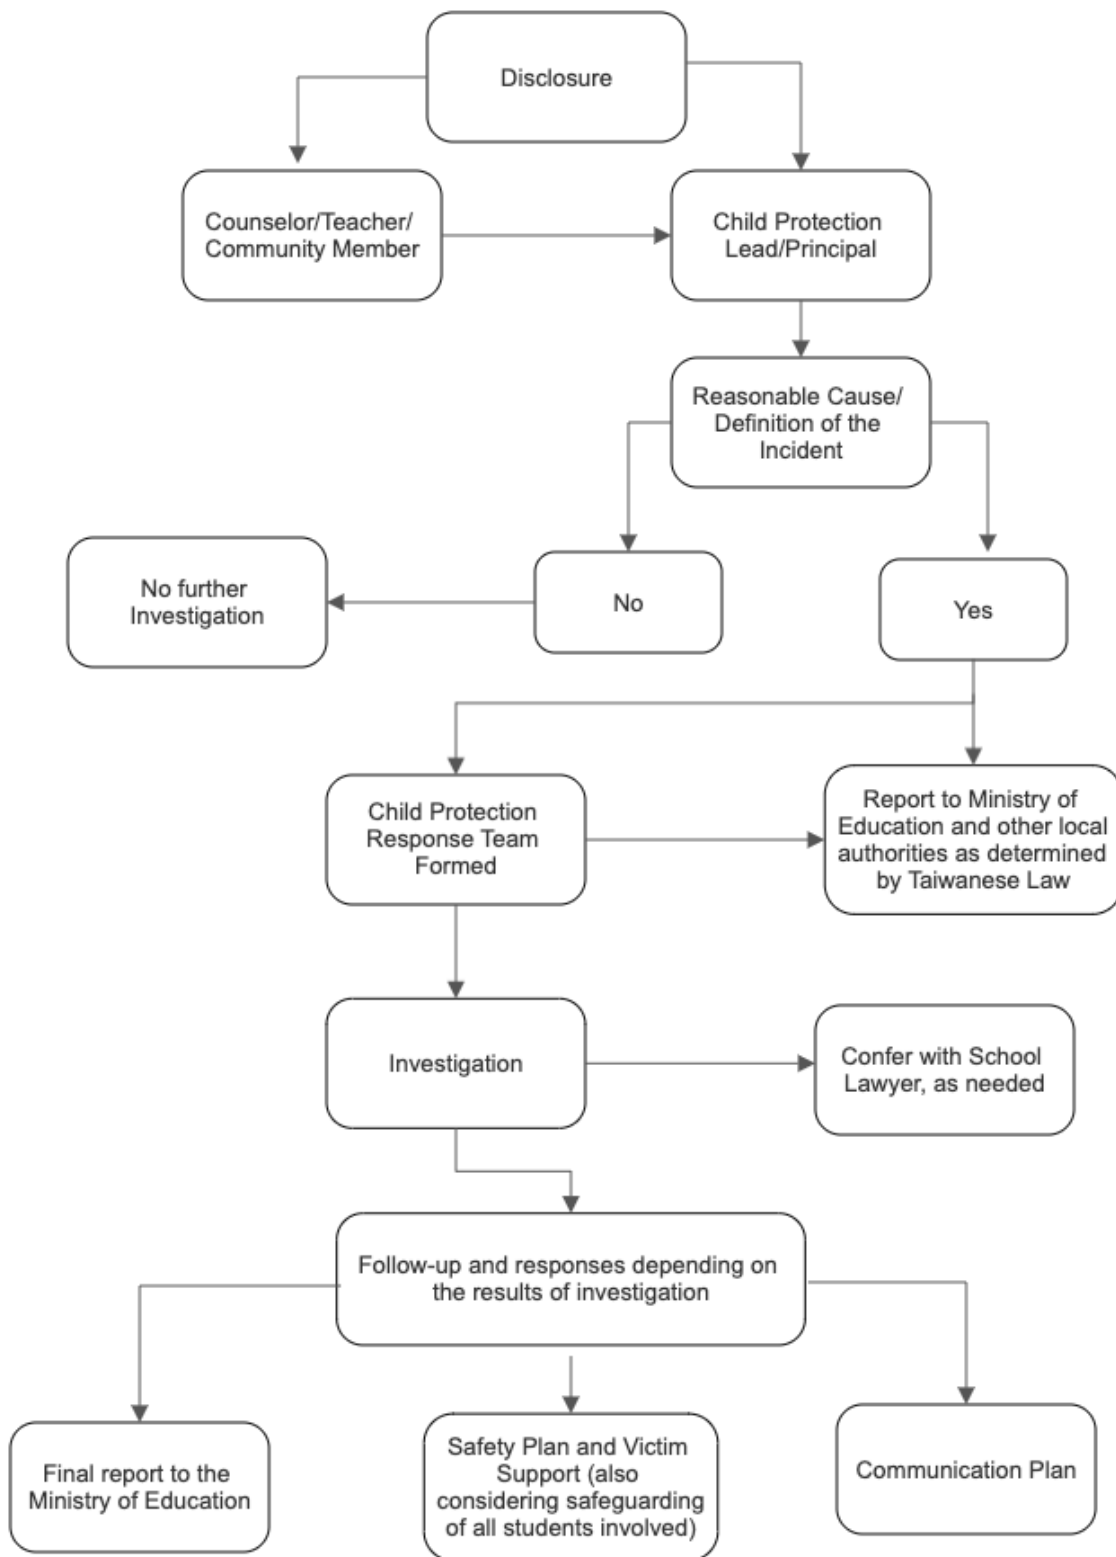 Disclosure
Counselor/Teacher/
Community Member
Child Protection
Lead/Principal
Reasonable Cause/
Definition of the
Incident
No further
Investigation
No
Yes
Child Protection
Response Team
Formed
Report to Ministry of
Education and other local
authorities as determined
by Taiwanese Law
Investigation
Confer with School
Lawyer, as needed
Follow-up and responses depending on
the results of investigation
Final report to the
Ministry of Education
Safety Plan and Victim
Support (also
considering safeguarding
of all students involved)
Communication Plan